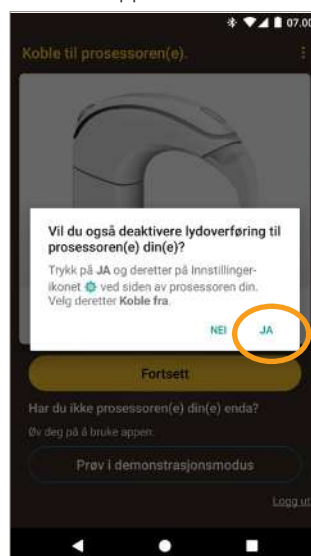 07.00
Koble til prosessoren(e).
Vil du også deaktivere lydoverføring til
prosessoren(e) din(e)?
Trykk på JA og deretter på Innstillinger-
ikonet ved siden av prosessoren din.
Velg deretter Koble fra.
NEI JA
Fortsett
Har du ikke prosessoren(e) din(e) enda?
Øv deg på å bruke appen:
Prøv i demonstrasjonsmodus
Logg ut